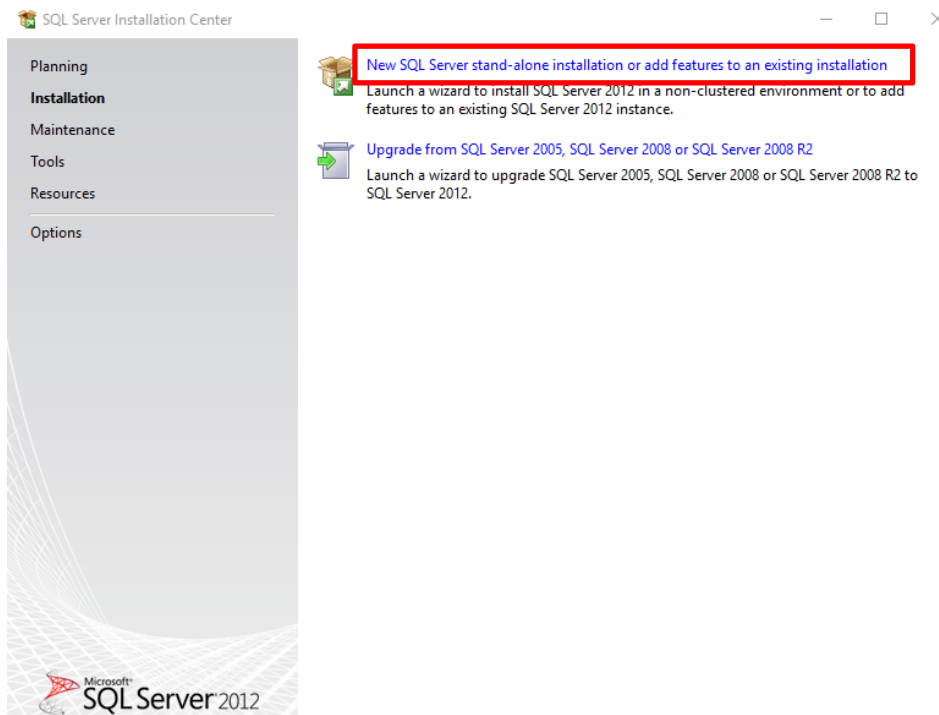 SQL Server Installation Center
Planning
Installation
Maintenance
Tools
Resources
Options
New SQL Server stand-alone installation or add features to an existing installation
Launch a wizard to install SQL Server 2012 in a non-clustered environment or to add
features to an existing SQL Server 2012 instance.
Upgrade from SQL Server 2005, SQL Server 2008 or SQL Server 2008 R2
Launch a wizard to upgrade SQL Server 2005, SQL Server 2008 or SQL Server 2008 R2 to
SQL Server 2012.
Microsoft
SQL Server 2012